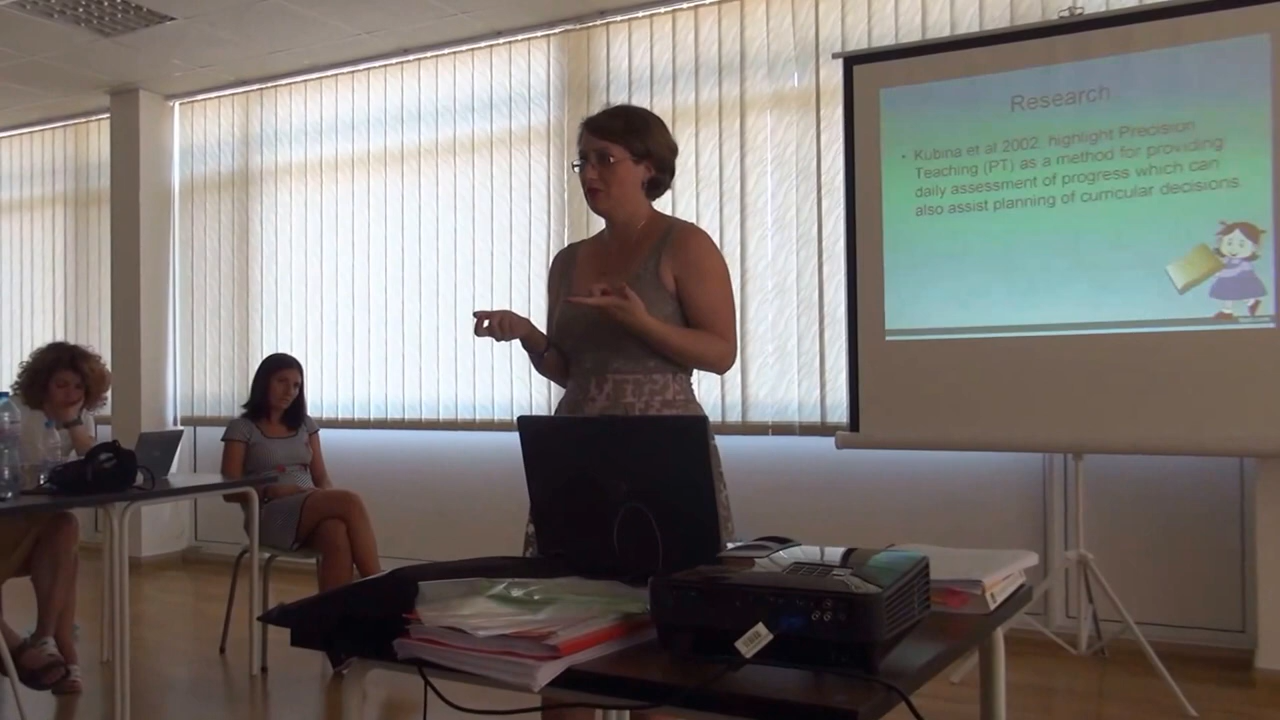 Research
• Kubina et al 2002, highlight Precision
Teaching (PT) as a method for providing
daily assessment of progress which can
also assist planning of curricular decisions.